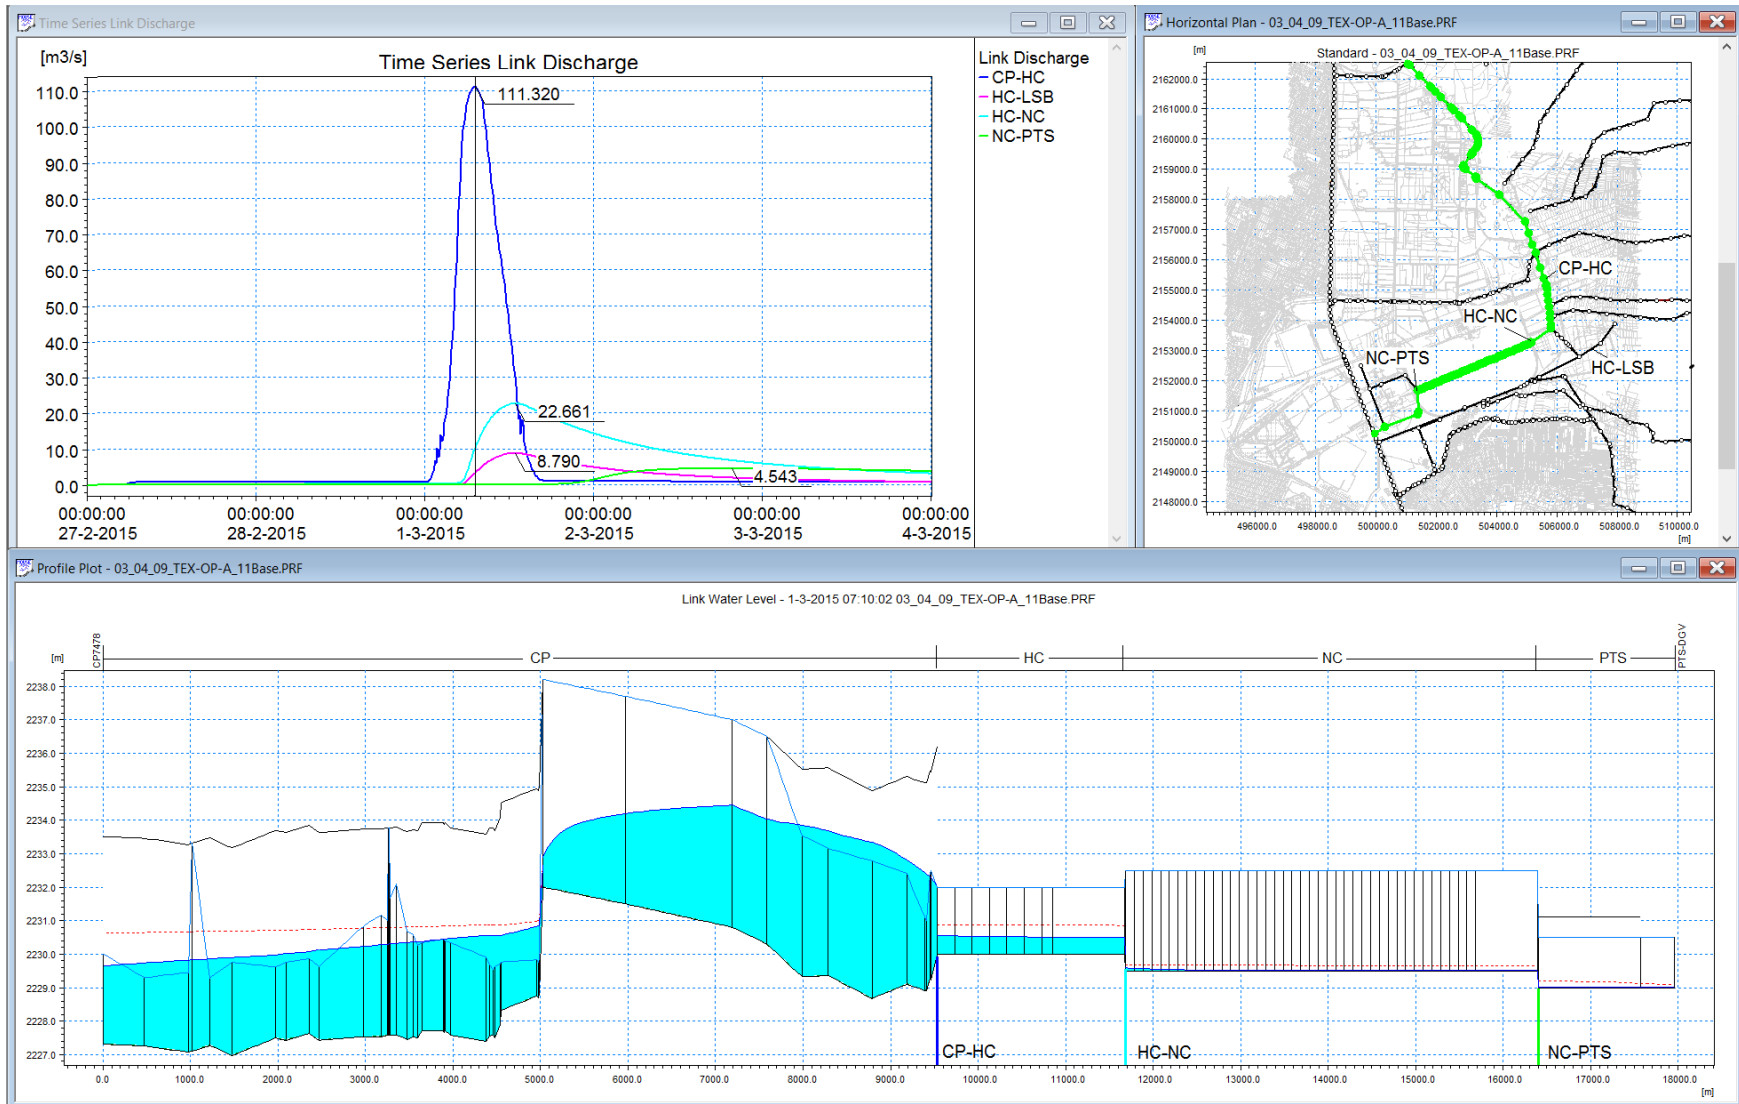 Time Series Link Discharge
[m3/s]
Time Series Link Discharge
Link Discharge
CP-HC
HC-LSB
HC-NC
NC-PTS
110.0
100.0
90.0
80.0
70.0
60.0
50.0
40.0
30.0
20.0
10.0
0.0
111.320
22.661
8.790
4.543
00:00:00 00:00:00 00:00:00 00:00:00 00:00:00 00:00:00
27-2-2015 28-2-2015 1-3-2015 2-3-2015 3-3-2015 4-3-2015
Horizontal Plan - 03_04_09_TEX-OP-A_11Base.PRF
[m]
Standard - 03_04_09_TEX-OP-A_11Base.PRF
2162000.0
2161000.0
2160000.0
2159000.0
2158000.0
2157000.0
2156000.0
2155000.0
2154000.0
2153000.0
2152000.0
2151000.0
2150000.0
2149000.0
2148000.0
CP-HC
HC-NC
NC-PTS
HC-LSB
496000.0 498000.0 500000.0 502000.0 504000.0 506000.0 508000.0 510000.0
[m]
Profile Plot - 03_04_09_TEX-OP-A_11Base.PRF
Link Water Level - 1-3-2015 07:10:02 03_04_09_TEX-OP-A_11Base.PRF
[m]
CP7478
CP HC NC PTS
PTS-DGV
2238.0
2237.0
2236.0
2235.0
2234.0
2233.0
2232.0
2231.0
2230.0
2229.0
2228.0
2227.0
CP-HC HC-NC NC-PTS
0.0 1000.0 2000.0 3000.0 4000.0 5000.0 6000.0 7000.0 8000.0 9000.0 10000.0 11000.0 12000.0 13000.0 14000.0 15000.0 16000.0 17000.0 18000.0
[m]